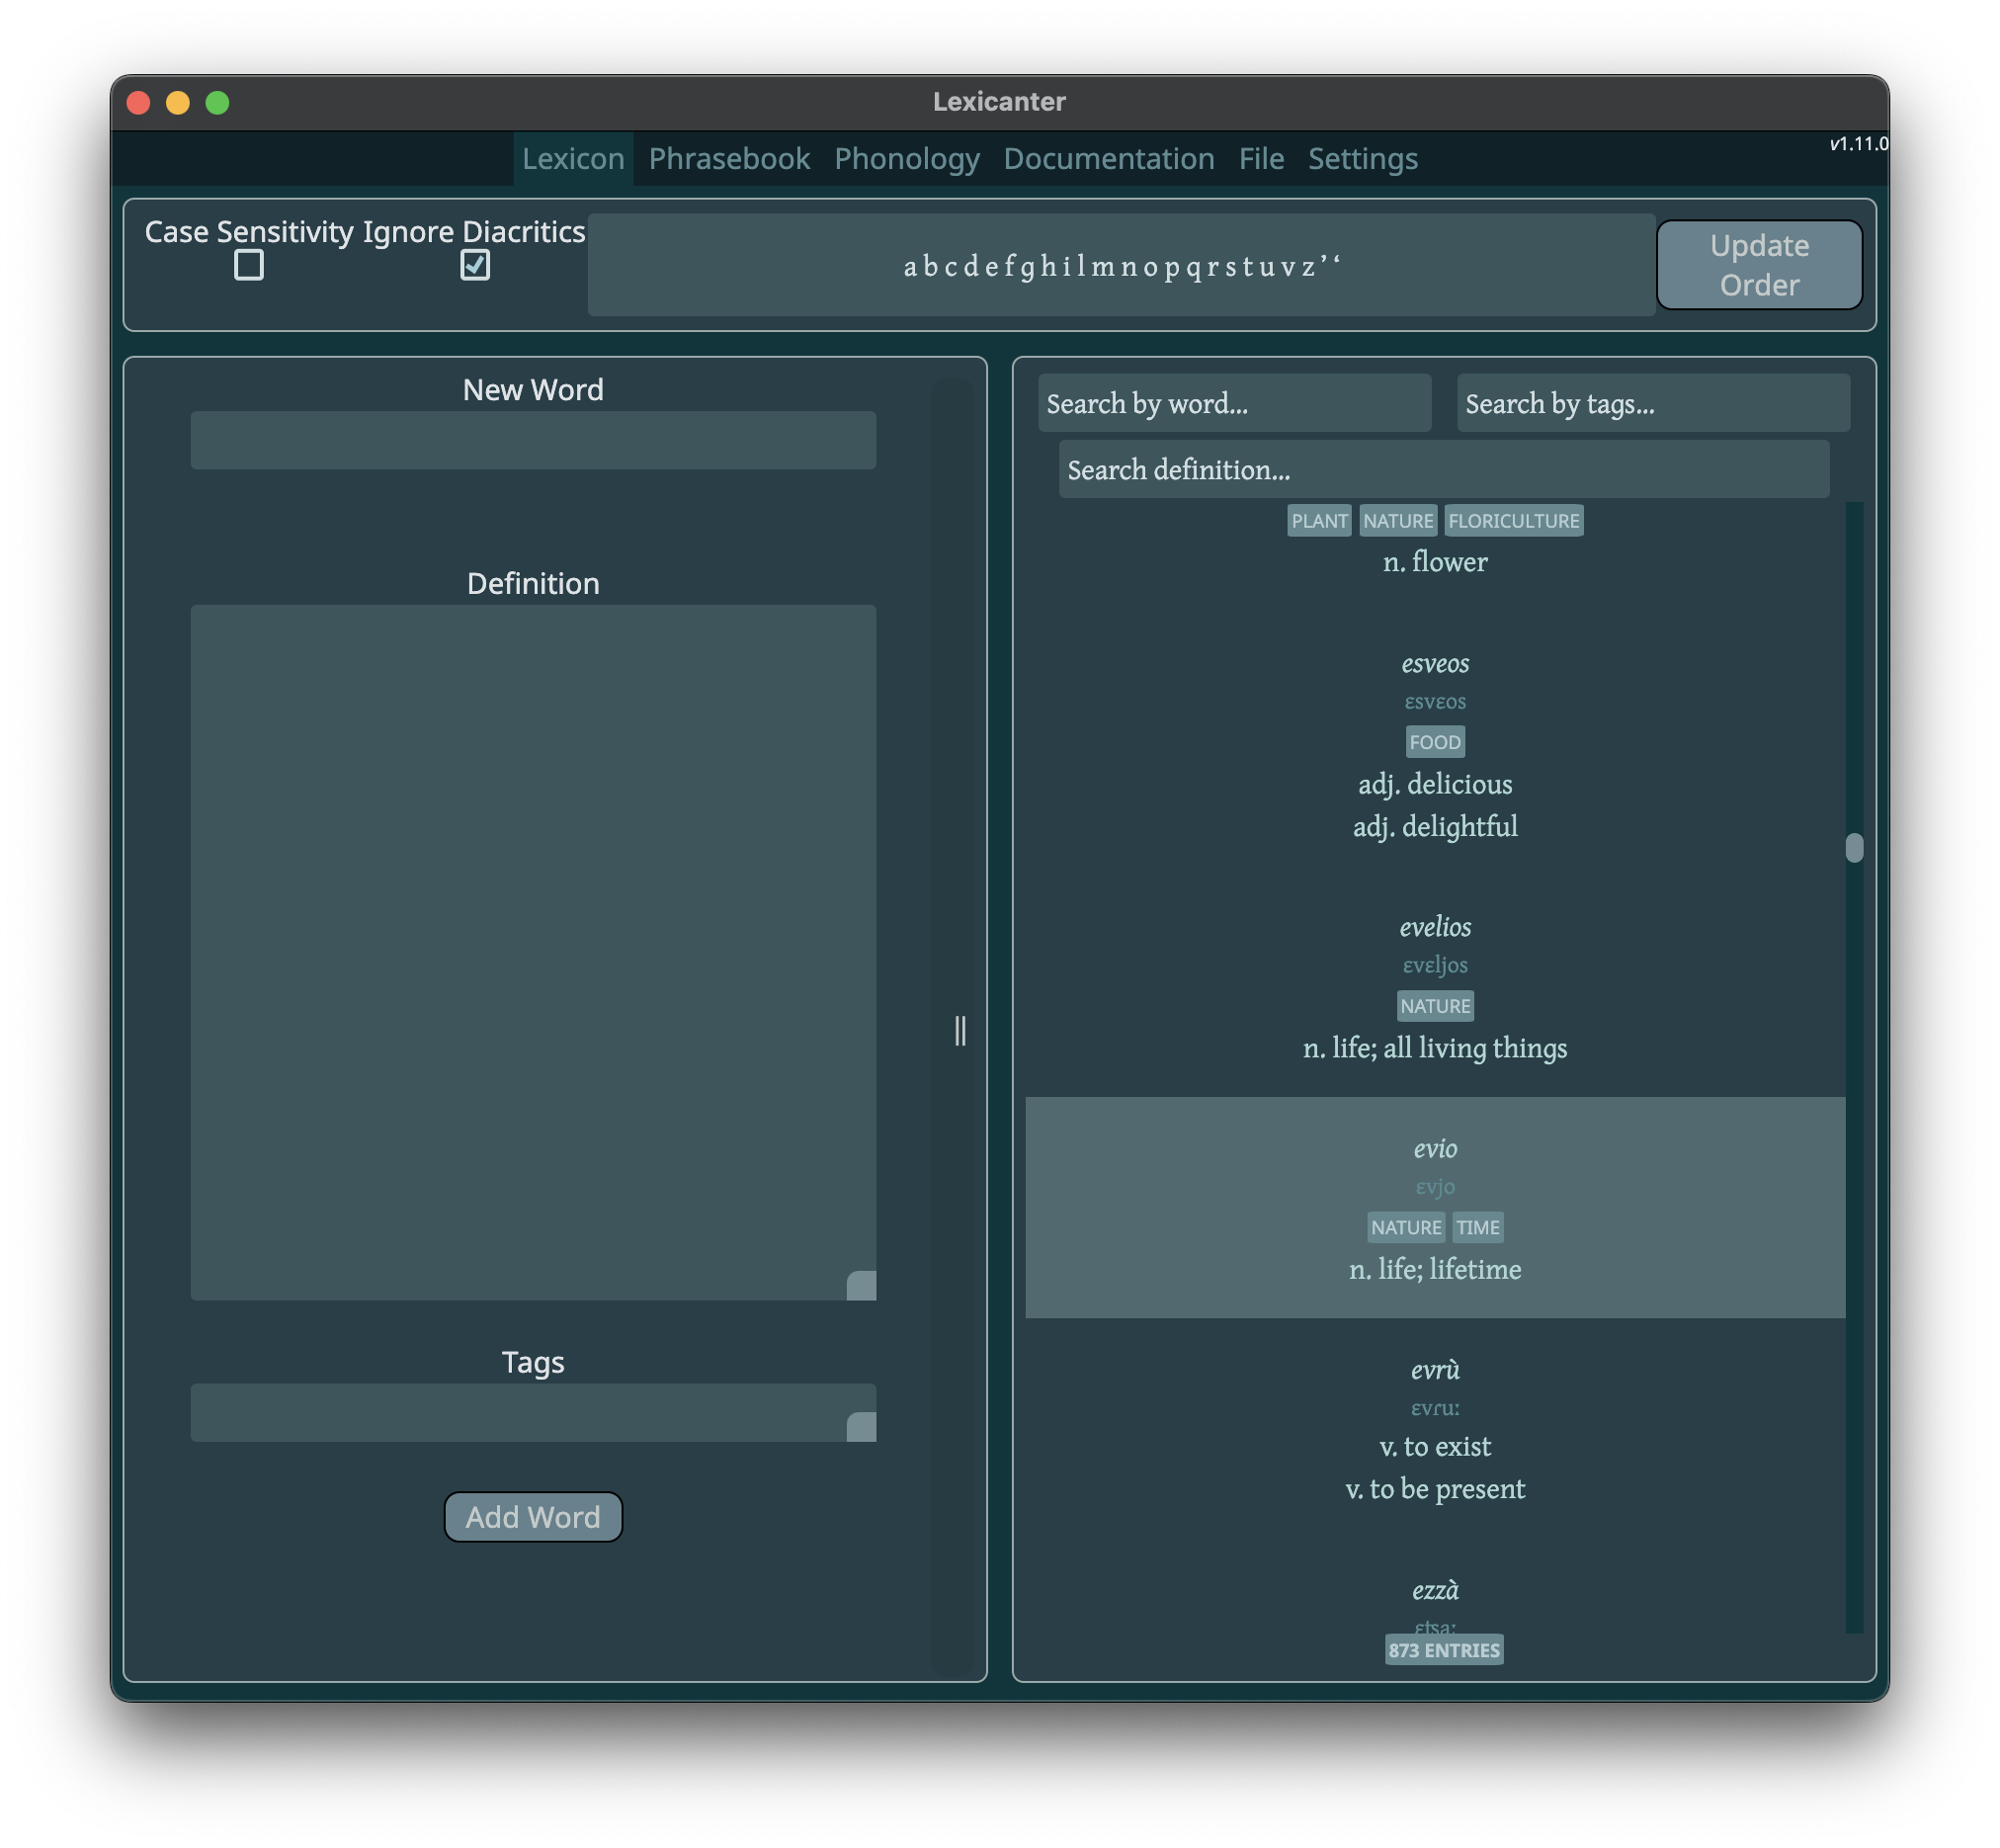 Lexicanter
Lexicon Phrasebook Phonology Documentation File Settings
v1.11.0
Case Sensitivity Ignore Diacritics
a b c d e f g h i l m n o p q r s t u v z ’ ‘
Update
Order
New Word
Definition
Tags
Add Word
Search by word…
Search by tags…
Search definition…
PLANT NATURE FLORICULTURE
n. flower
esveos
ɛsvɛos
FOOD
adj. delicious
adj. delightful
evelios
ɛvɛljos
NATURE
n. life; all living things
evio
ɛvjo
NATURE TIME
n. life; lifetime
evrù
ɛvɾuː
v. to exist
v. to be present
ezzà
873 ENTRIES